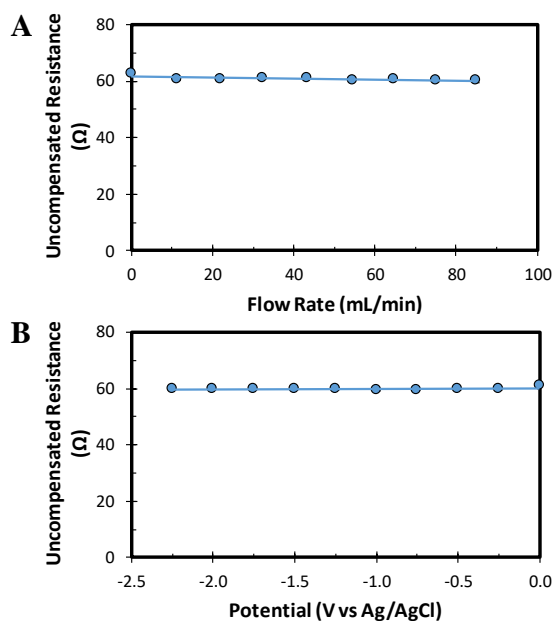 A
Uncompensated Resistance
(Ω)
80
60
40
20
0
0 20 40 60 80 100
Flow Rate (mL/min)
B
Uncompensated Resistance
(Ω)
80
60
40
20
0
-2.5 -2.0 -1.5 -1.0 -0.5 0.0
Potential (V vs Ag/AgCl)